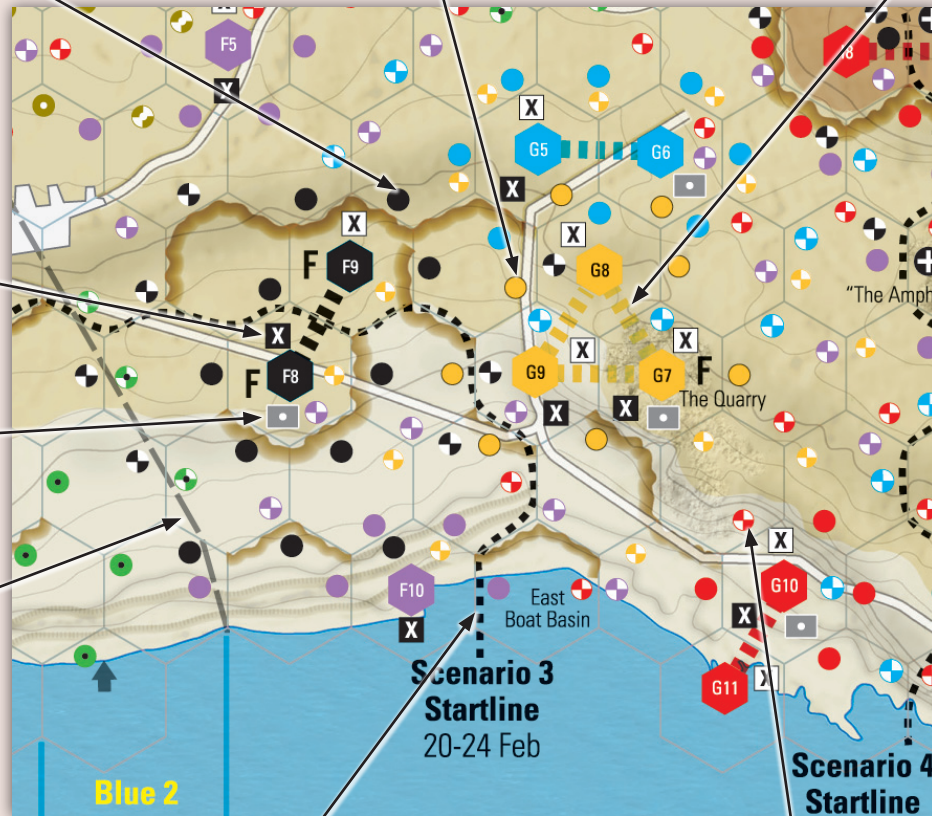 F5
X
X
H8
G5
G6
X
X
F
F9
X
X
G8
"The Amph
F
F8
X
G9
X
G7
X
F
The Quarry
X
X
X
G10
X
F10
X
East
Boat Basin
G11
X
Scenario 3
Startline
20-24 Feb
Scenario 4
Startline
Blue 2